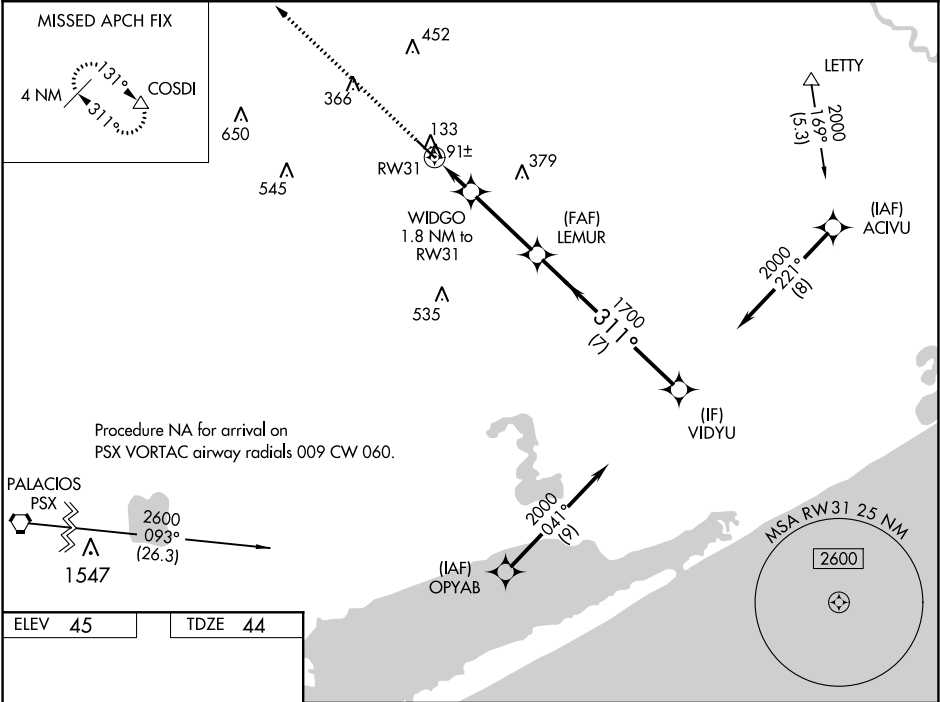 MISSED APCH FIX
4 NM
131°
311°
COSDI
452
366
650
545
133
91±
RW31
379
WIDGO
1.8 NM to
RW31
(FAF)
LEMUR
535
LETTY
2000
169°
(5.3)
(IAF)
ACIVU
2000
221°
(8)
1700
311°
(7)
(IF)
VIDYU
Procedure NA for arrival on
PSX VORTAC airway radials 009 CW 060.
PALACIOS
PSX
2600
093°
(26.3)
1547
2000
041°
(9)
(IAF)
OPYAB
MSA RW31 25 NM
2600
ELEV 45
TDZE 44